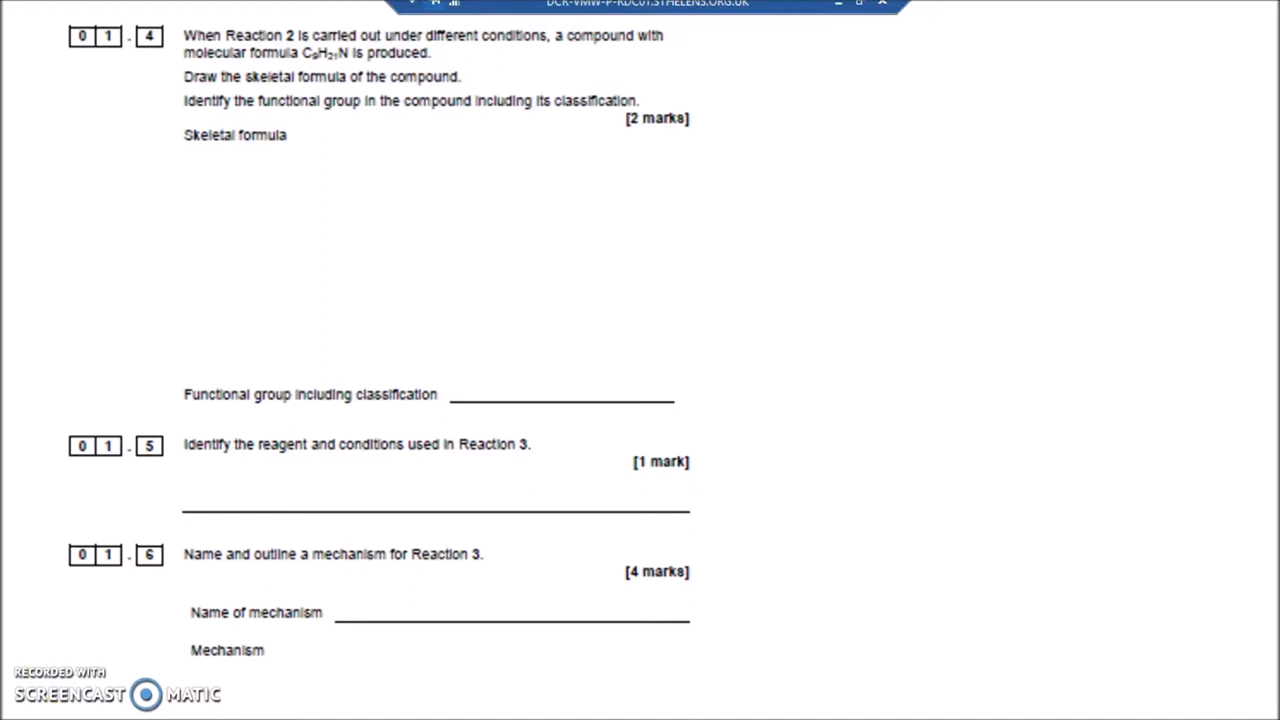 DCR-VMW-P-RDC01.STHELENS.ORG.UK
0 1 . 4 When Reaction 2 is carried out under different conditions, a compound with
molecular formula C₉H₂₁N is produced.
Draw the skeletal formula of the compound.
Identify the functional group in the compound including its classification.
[2 marks]
Skeletal formula
Functional group including classification
0 1 . 5 Identify the reagent and conditions used in Reaction 3.
[1 mark]
0 1 . 6 Name and outline a mechanism for Reaction 3.
[4 marks]
Name of mechanism
Mechanism
RECORDED WITH
SCREENCAST MATIC